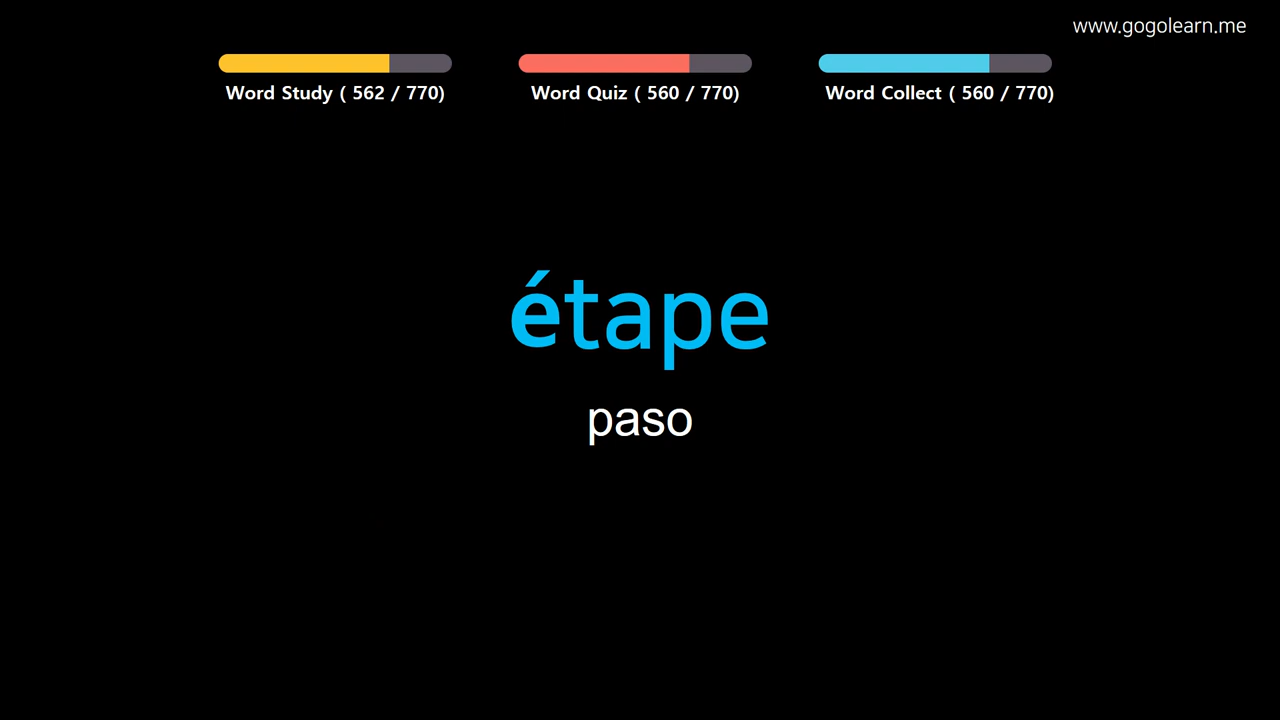 www.gogolearn.me
Word Study ( 562 / 770)
Word Quiz ( 560 / 770)
Word Collect ( 560 / 770)
étape
paso